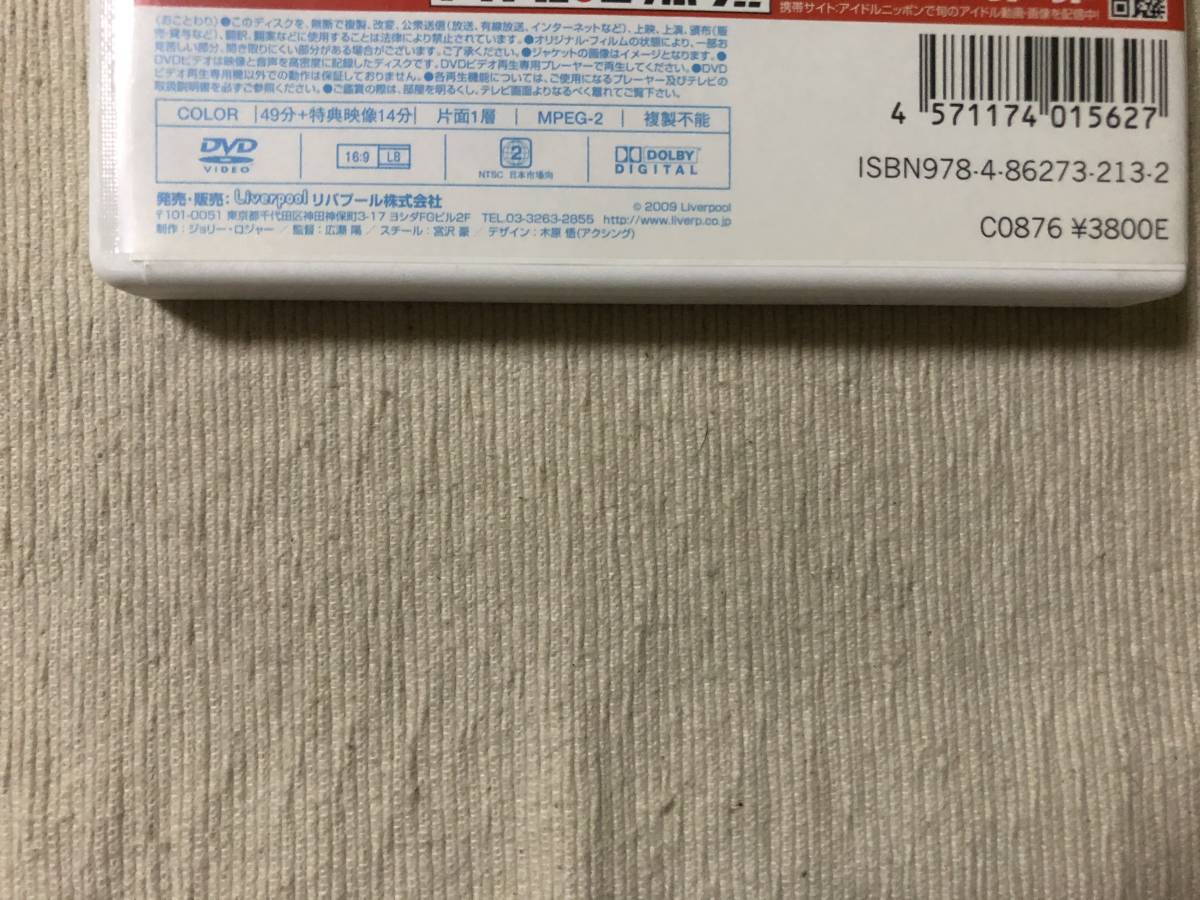 携帯サイト:アイドルニッポンで旬のアイドル動画・画像を配信中!
《おことわり》●このディスクを、無断で複製、改変、公衆送信(放送、有線放送、インターネットなど)、上映、上演、頒布(販
売・貸与など)、翻訳、翻案などに使用することは法律により禁止されています。●オリジナル・フィルムの状態により、一部お
見苦しい部分、聞き取りにくい部分がある場合がございます。ご了承ください。●ジャケットの画像はイメージとなります。●
DVDビデオは映像と音声を高密度に記録したディスクです。DVDビデオ再生専用プレーヤーで再生してください。●DVD
ビデオ再生専用機以外での動作は保証しておりません。●各再生機能については、ご使用になるプレーヤー及びテレビの
取扱説明書を必ずご参照ください。●ご鑑賞の際は、部屋を明るくし、テレビ画面よりなるべく離れてご覧下さい。
COLOR 49分+特典映像14分 片面1層 MPEG-2 複製不能
DVD VIDEO 16:9 LB 2 NTSC 日本市場向 DOLBY DIGITAL
発売・販売:Liverpool リバプール株式会社 © 2009 Liverpool
〒101-0051 東京都千代田区神田神保町3-17 ヨシダFGビル2F TEL.03-3263-2855 http://www.liverp.co.jp
制作:ジョリー・ロジャー / 監督:広瀬 陽 / スチール:宮沢 豪 / デザイン:木原 悟(アクシング)
4 571174 015627
ISBN978-4-86273-213-2
C0876 ¥3800E